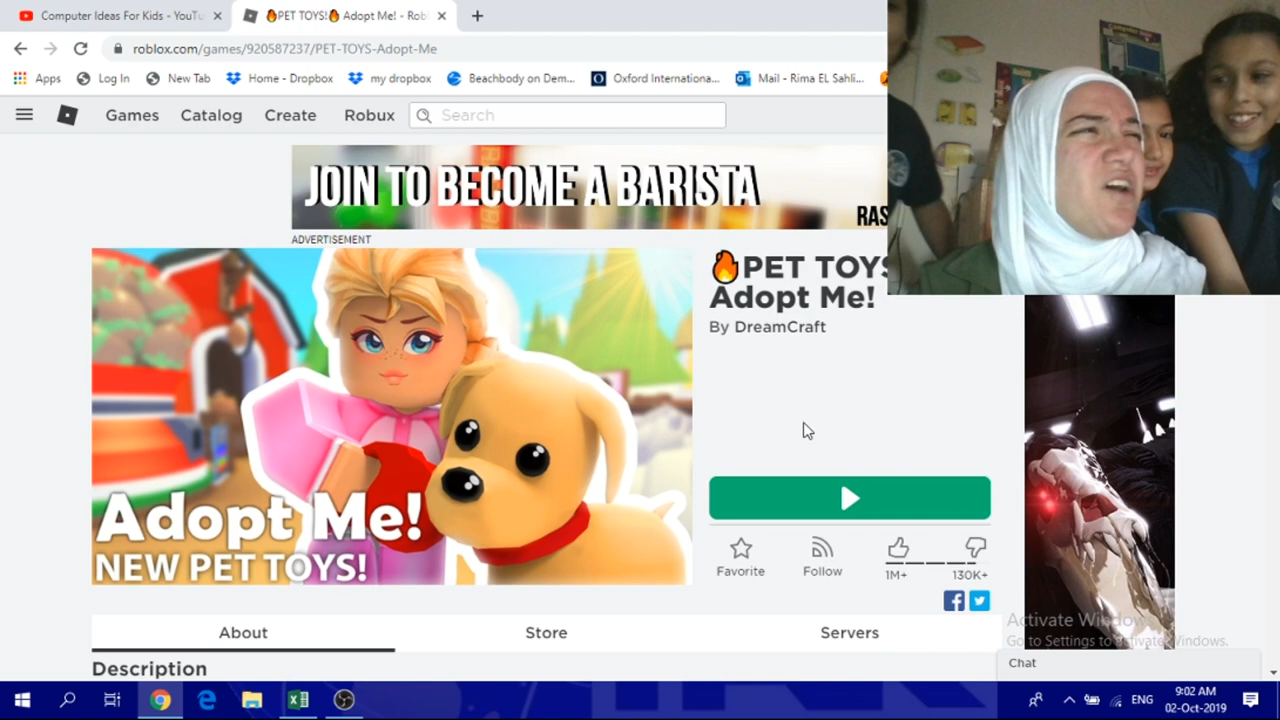 Computer Ideas For Kids - YouTu
🔥PET TOYS!🔥 Adopt Me! - Rob
roblox.com/games/920587237/PET-TOYS-Adopt-Me
Apps
Log In
New Tab
Home - Dropbox
my dropbox
Beachbody on Dem...
Oxford Internationa...
Mail - Rima EL Sahli...
Games
Catalog
Create
Robux
Search
JOIN TO BECOME A BARISTA
RAS
ADVERTISEMENT
🔥PET TOYS
Adopt Me!
By DreamCraft
Adopt Me!
NEW PET TOYS!
Favorite
Follow
1M+
130K+
About
Store
Servers
Activate Windows
Go to Settings to activate Windows.
Description
Chat
ENG
9:02 AM
02-Oct-2019